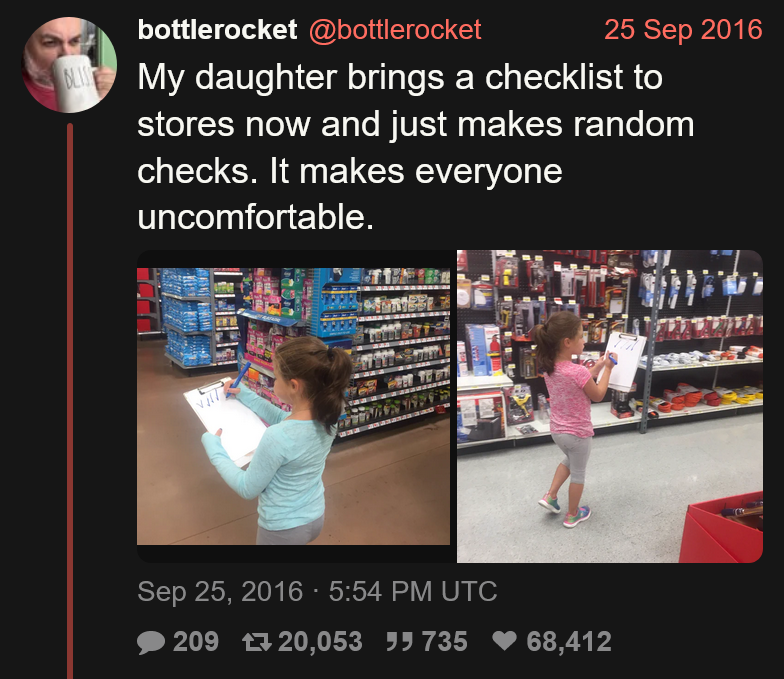 bottlerocket @bottlerocket 25 Sep 2016
My daughter brings a checklist to
stores now and just makes random
checks. It makes everyone
uncomfortable.
Sep 25, 2016 · 5:54 PM UTC
209 20,053 735 68,412